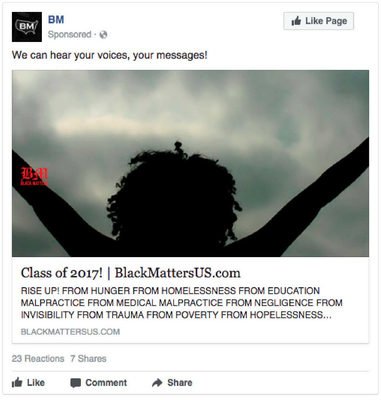 BM
BM
Sponsored ·
Like Page
We can hear your voices, your messages!
BM
BLACK MATTERS
Class of 2017! | BlackMattersUS.com
RISE UP! FROM HUNGER FROM HOMELESSNESS FROM EDUCATION
MALPRACTICE FROM MEDICAL MALPRACTICE FROM NEGLIGENCE FROM
INVISIBILITY FROM TRAUMA FROM POVERTY FROM HOPELESSNESS...
BLACKMATTERSUS.COM
23 Reactions 7 Shares
Like Comment Share